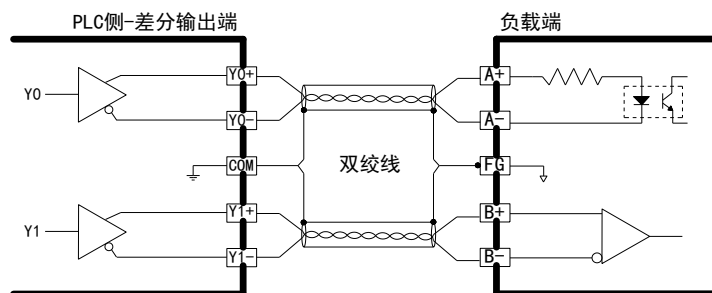 PLC侧-差分输出端
负载端
Y0
Y0+
Y0-
COM
Y1
Y1+
Y1-
双绞线
A+
A-
FG
B+
B-